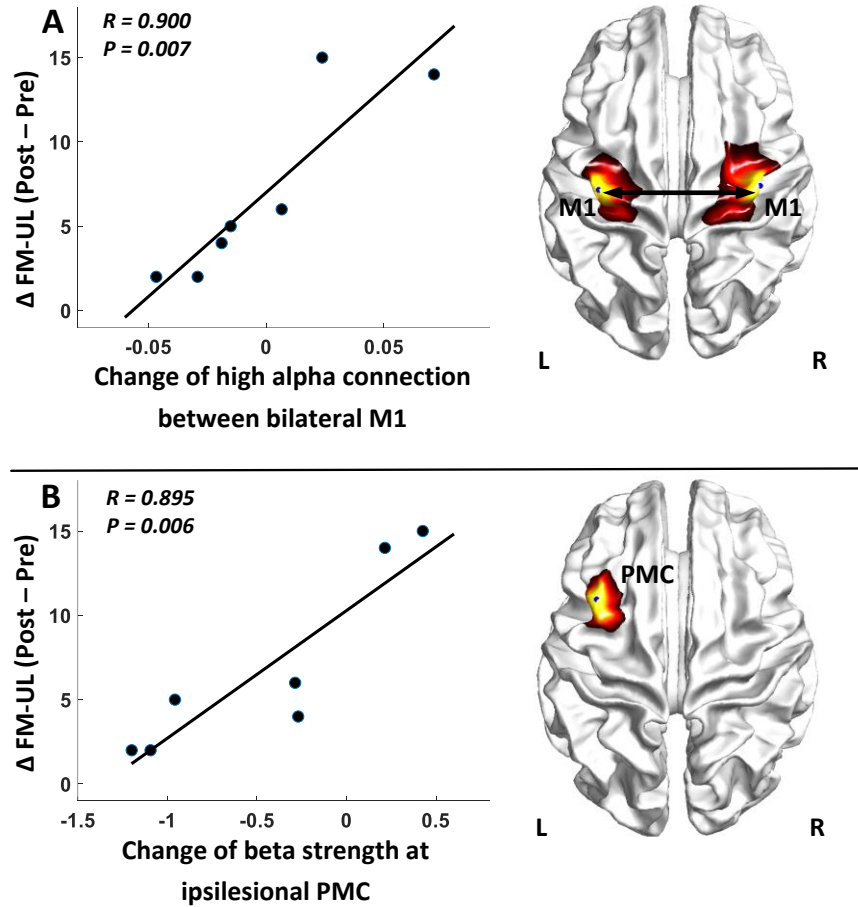 A
R = 0.900
P = 0.007
Δ FM-UL (Post – Pre)
15
10
5
0
-0.05
0
0.05
Change of high alpha connection
between bilateral M1
M1
M1
L
R
B
R = 0.895
P = 0.006
Δ FM-UL (Post – Pre)
15
10
5
0
-1.5
-1
-0.5
0
0.5
Change of beta strength at
ipsilesional PMC
PMC
L
R